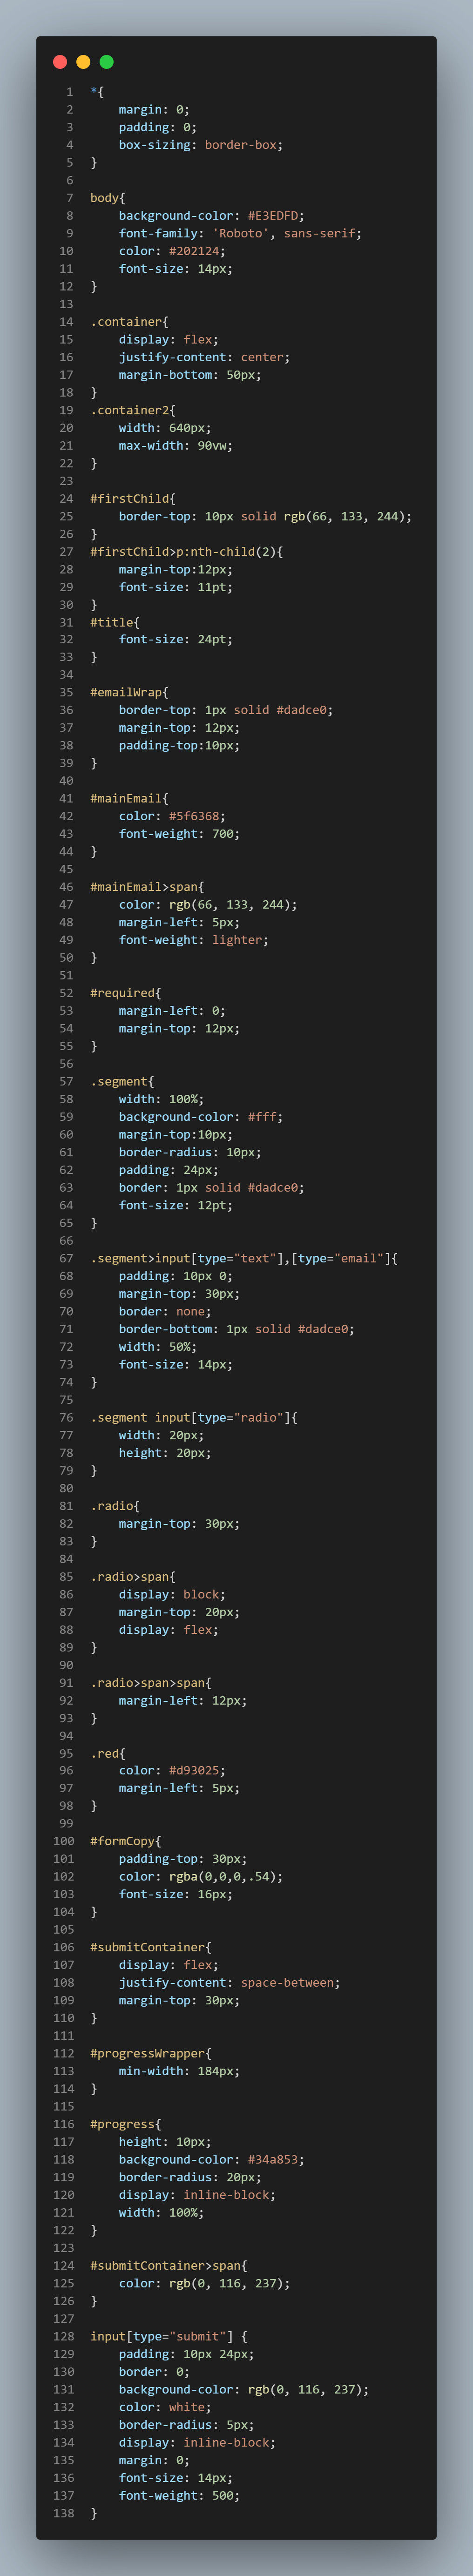 1 *{
2 margin: 0;
3 padding: 0;
4 box-sizing: border-box;
5 }
6
7 body{
8 background-color: #E3EDFD;
9 font-family: 'Roboto', sans-serif;
10 color: #202124;
11 font-size: 14px;
12 }
13
14 .container{
15 display: flex;
16 justify-content: center;
17 margin-bottom: 50px;
18 }
19 .container2{
20 width: 640px;
21 max-width: 90vw;
22 }
23
24 #firstChild{
25 border-top: 10px solid rgb(66, 133, 244);
26 }
27 #firstChild>p:nth-child(2){
28 margin-top:12px;
29 font-size: 11pt;
30 }
31 #title{
32 font-size: 24pt;
33 }
34
35 #emailWrap{
36 border-top: 1px solid #dadce0;
37 margin-top: 12px;
38 padding-top:10px;
39 }
40
41 #mainEmail{
42 color: #5f6368;
43 font-weight: 700;
44 }
45
46 #mainEmail>span{
47 color: rgb(66, 133, 244);
48 margin-left: 5px;
49 font-weight: lighter;
50 }
51
52 #required{
53 margin-left: 0;
54 margin-top: 12px;
55 }
56
57 .segment{
58 width: 100%;
59 background-color: #fff;
60 margin-top:10px;
61 border-radius: 10px;
62 padding: 24px;
63 border: 1px solid #dadce0;
64 font-size: 12pt;
65 }
66
67 .segment>input[type="text"],[type="email"]{
68 padding: 10px 0;
69 margin-top: 30px;
70 border: none;
71 border-bottom: 1px solid #dadce0;
72 width: 50%;
73 font-size: 14px;
74 }
75
76 .segment input[type="radio"]{
77 width: 20px;
78 height: 20px;
79 }
80
81 .radio{
82 margin-top: 30px;
83 }
84
85 .radio>span{
86 display: block;
87 margin-top: 20px;
88 display: flex;
89 }
90
91 .radio>span>span{
92 margin-left: 12px;
93 }
94
95 .red{
96 color: #d93025;
97 margin-left: 5px;
98 }
99
100 #formCopy{
101 padding-top: 30px;
102 color: rgba(0,0,0,.54);
103 font-size: 16px;
104 }
105
106 #submitContainer{
107 display: flex;
108 justify-content: space-between;
109 margin-top: 30px;
110 }
111
112 #progressWrapper{
113 min-width: 184px;
114 }
115
116 #progress{
117 height: 10px;
118 background-color: #34a853;
119 border-radius: 20px;
120 display: inline-block;
121 width: 100%;
122 }
123
124 #submitContainer>span{
125 color: rgb(0, 116, 237);
126 }
127
128 input[type="submit"] {
129 padding: 10px 24px;
130 border: 0;
131 background-color: rgb(0, 116, 237);
132 color: white;
133 border-radius: 5px;
134 display: inline-block;
135 margin: 0;
136 font-size: 14px;
137 font-weight: 500;
138 }